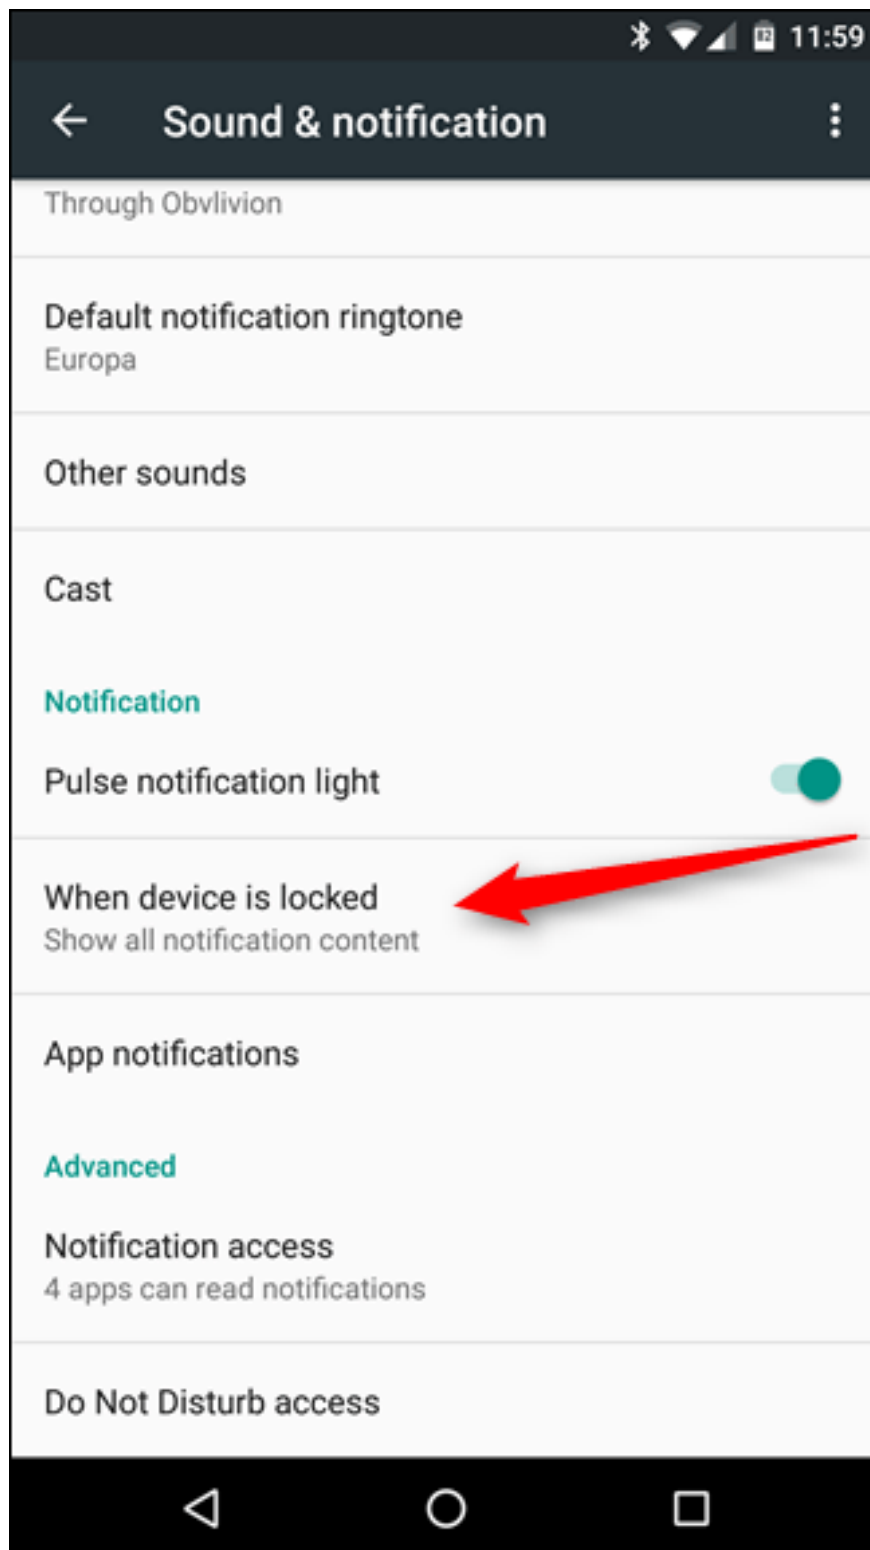 11:59
Sound & notification
Through Obvlivion
Default notification ringtone
Europa
Other sounds
Cast
Notification
Pulse notification light
When device is locked
Show all notification content
App notifications
Advanced
Notification access
4 apps can read notifications
Do Not Disturb access